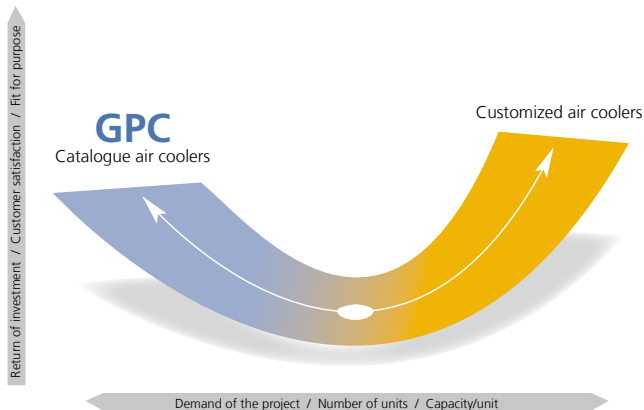 Return of investment / Customer satisfaction / Fit for purpose
GPC
Catalogue air coolers
Customized air coolers
Demand of the project / Number of units / Capacity/unit